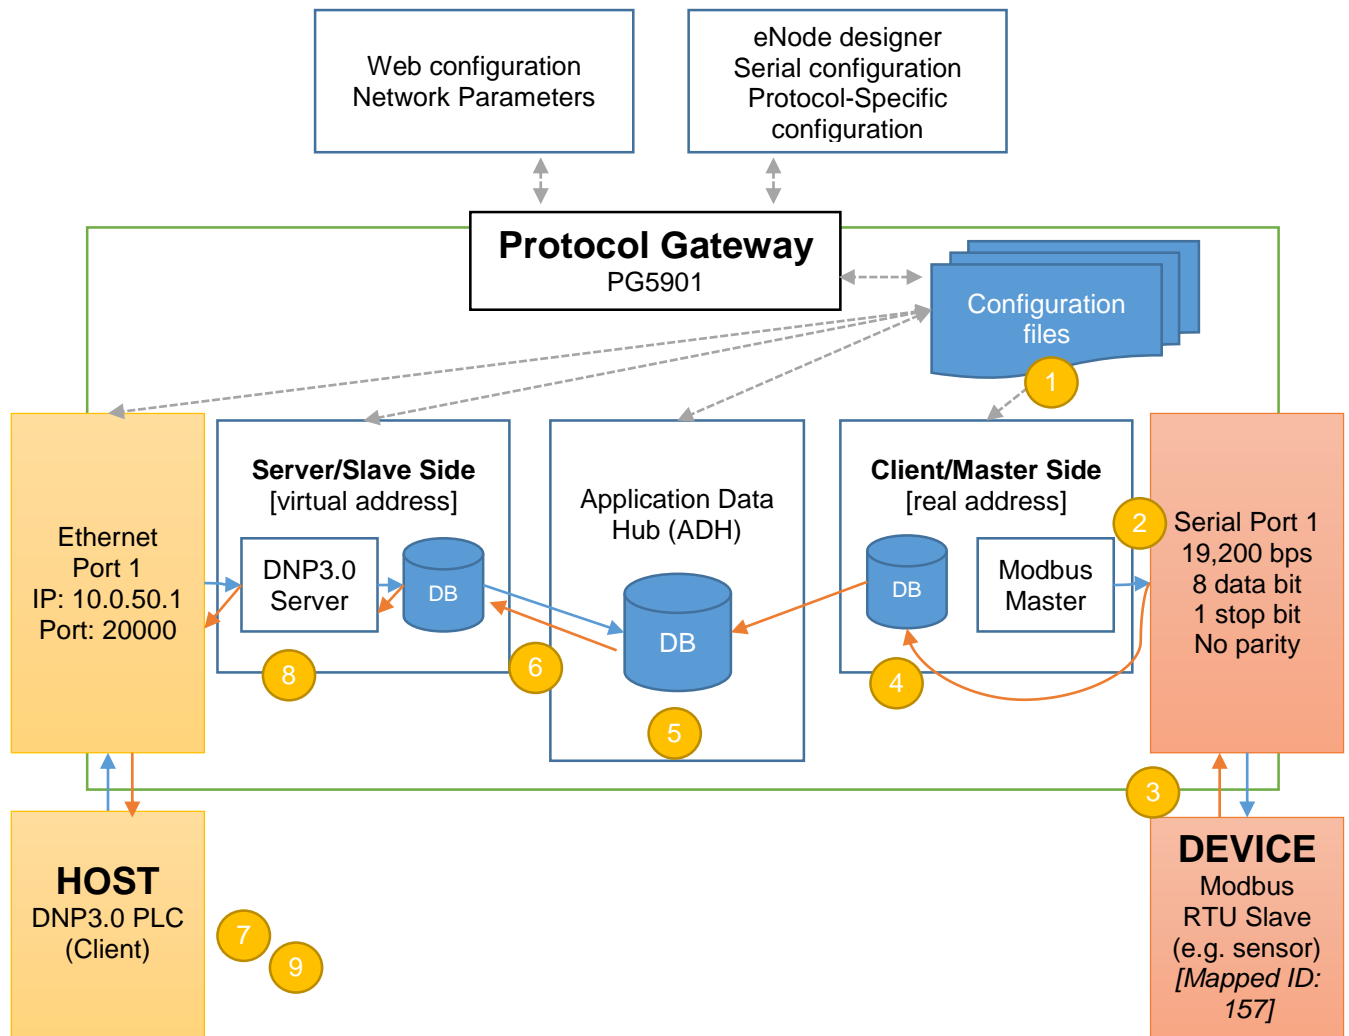 Web configuration
Network Parameters
eNode designer
Serial configuration
Protocol-Specific
configuration
Protocol Gateway
PG5901
Configuration
files
1
Server/Slave Side
[virtual address]
DNP3.0
Server
DB
8
6
Application Data
Hub (ADH)
DB
5
Client/Master Side
[real address]
DB
Modbus
Master
4
2
Ethernet
Port 1
IP: 10.0.50.1
Port: 20000
Serial Port 1
19,200 bps
8 data bit
1 stop bit
No parity
3
HOST
DNP3.0 PLC
(Client)
7
9
DEVICE
Modbus
RTU Slave
(e.g. sensor)
[Mapped ID:
157]